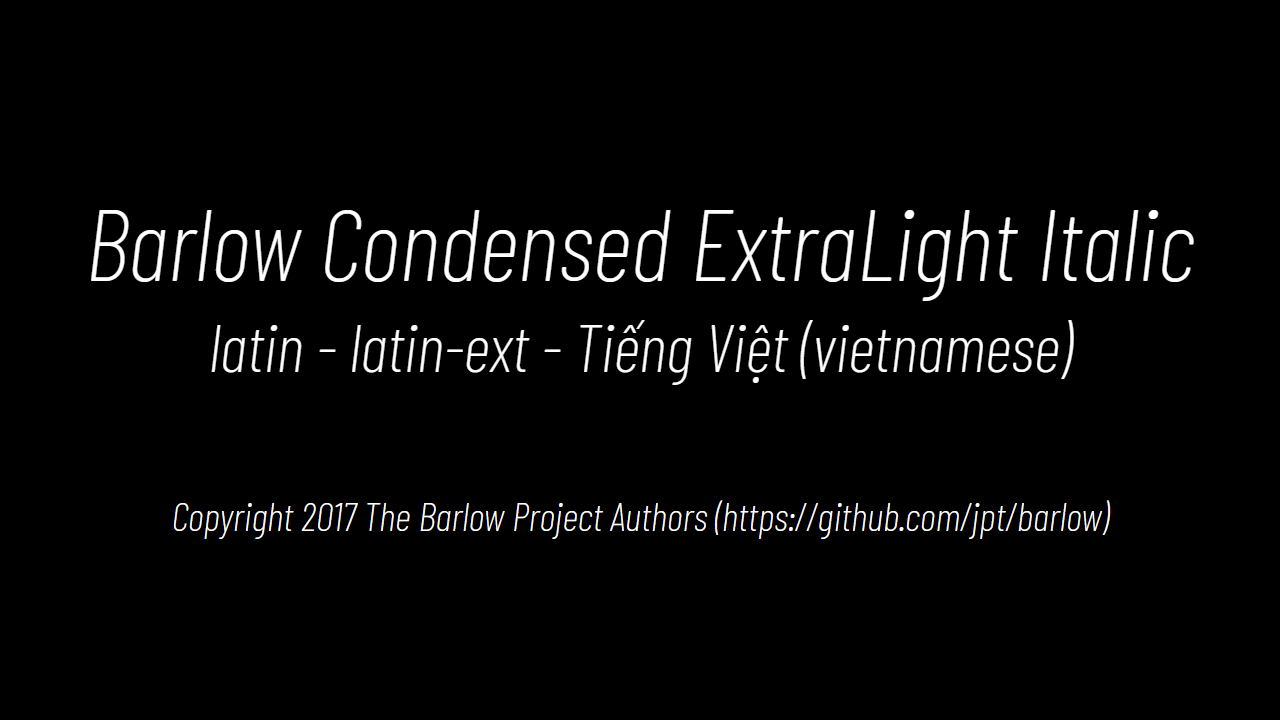 Barlow Condensed ExtraLight Italic
latin - latin-ext - Tiếng Việt (vietnamese)
Copyright 2017 The Barlow Project Authors (https://github.com/jpt/barlow)